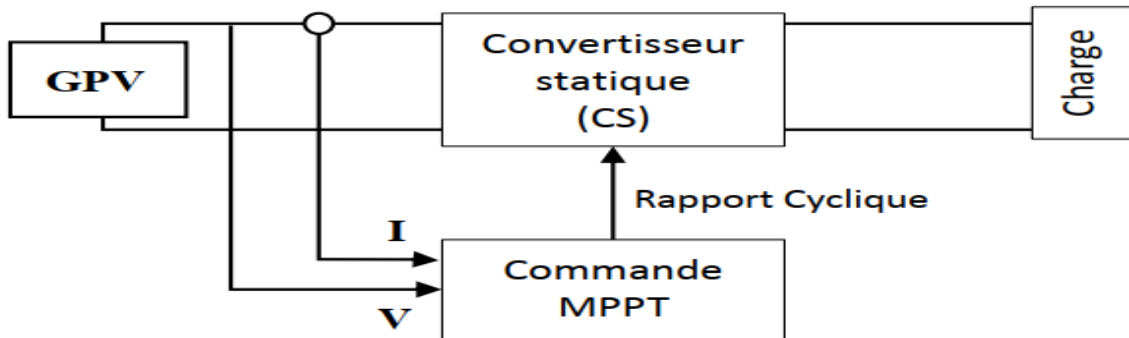 GPV
Convertisseur
statique
(CS)
Charge
Rapport Cyclique
I
V
Commande
MPPT